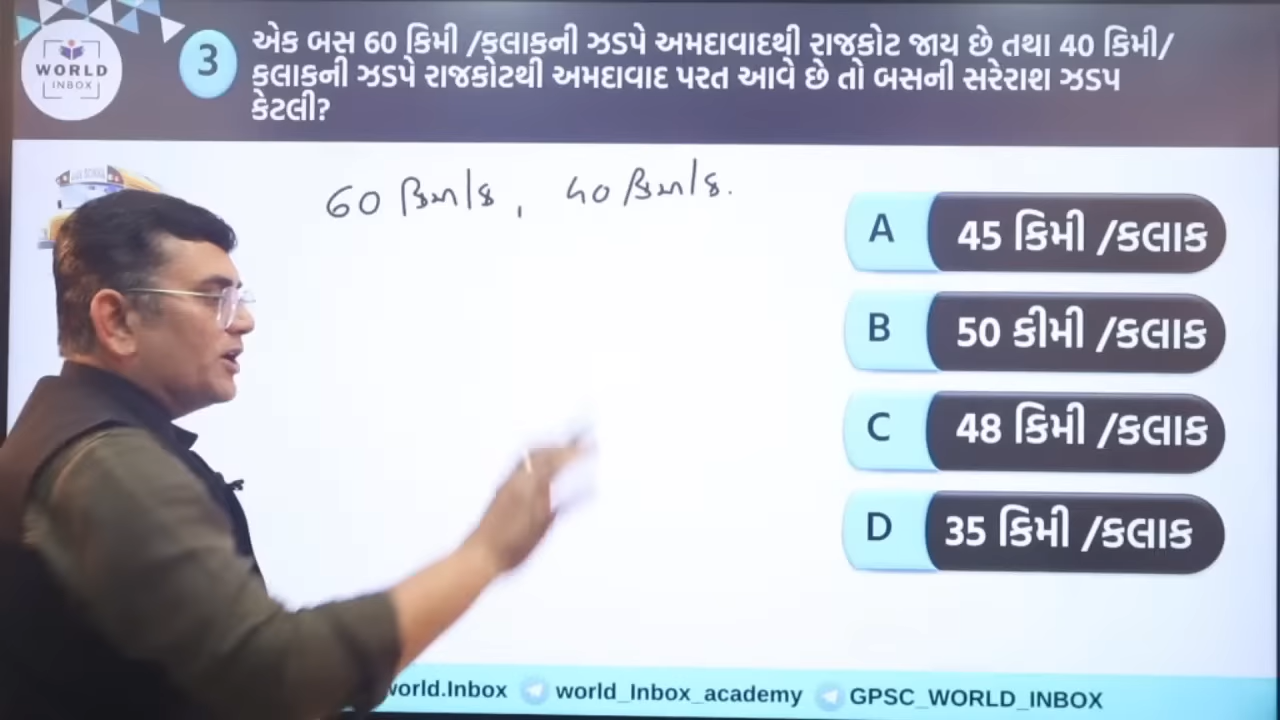 WORLD
INBOX
3
એક બસ 60 કિમી /કલાકની ઝડપે અમદાવાદથી રાજકોટ જાય છે તથા 40 કિમી/
કલાકની ઝડપે રાજકોટથી અમદાવાદ પરત આવે છે તો બસની સરેરાશ ઝડપ
કેટલી?
60 કિમી/ક, 40 કિમી/ક.
A 45 કિમી /કલાક
B 50 કીમી /કલાક
C 48 કિમી /કલાક
D 35 કિમી /કલાક
orld.Inbox world_Inbox_academy GPSC_WORLD_INBOX